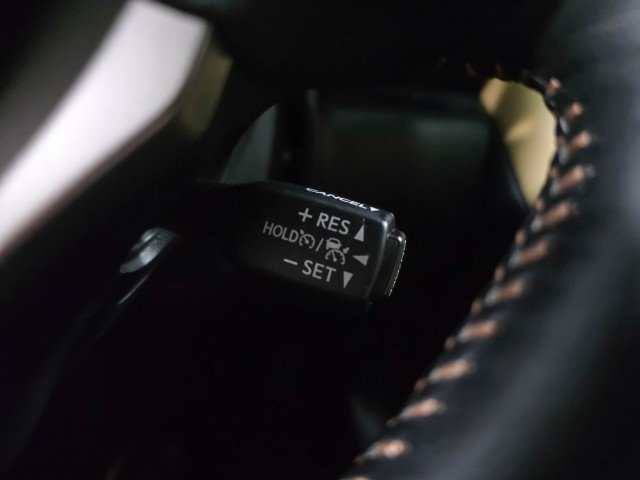 CANCEL▼
+ RES▲
HOLD / ◀
− SET▼